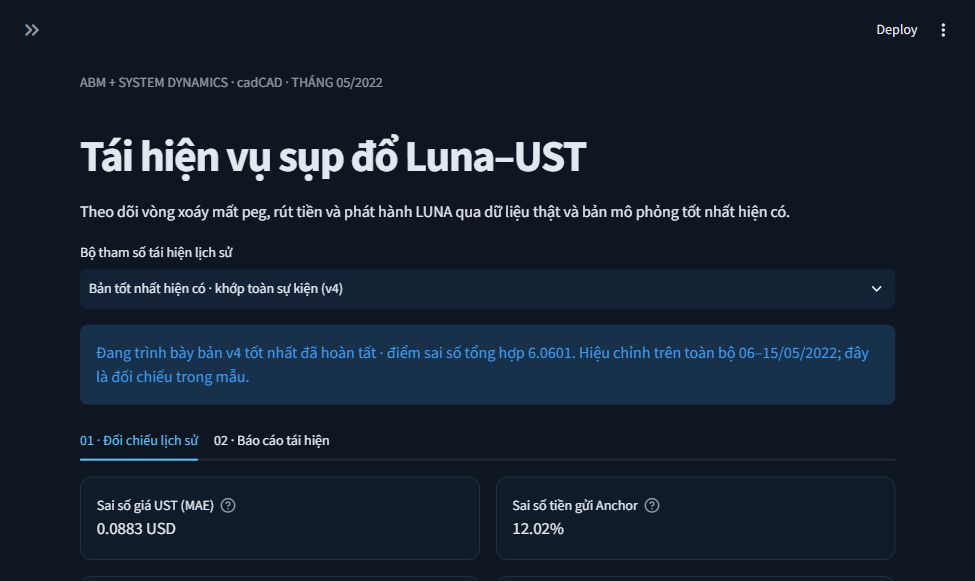 Deploy
ABM + SYSTEM DYNAMICS · cadCAD · THÁNG 05/2022
Tái hiện vụ sụp đổ Luna–UST
Theo dõi vòng xoáy mất peg, rút tiền và phát hành LUNA qua dữ liệu thật và bản mô phỏng tốt nhất hiện có.
Bộ tham số tái hiện lịch sử
Bản tốt nhất hiện có · khớp toàn sự kiện (v4)
Đang trình bày bản v4 tốt nhất đã hoàn tất · điểm sai số tổng hợp 6.0601. Hiệu chỉnh trên toàn bộ 06–15/05/2022; đây
là đối chiếu trong mẫu.
01 · Đối chiếu lịch sử 02 · Báo cáo tái hiện
Sai số giá UST (MAE) Sai số tiền gửi Anchor
0.0883 USD 12.02%